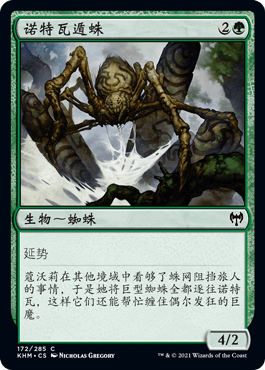 诺特瓦遁蛛 2
生物～蜘蛛
延势
蔻沃莉在其他境域中看够了蛛网阻挡旅人
的事情，于是她将巨型蜘蛛全都逐往诺特
瓦，这样它们还能帮忙缠住偶尔发狂的巨
魔。
4/2
172/285 C
KHM • CS NICHOLAS GREGORY
™ & © 2021 Wizards of the Coast